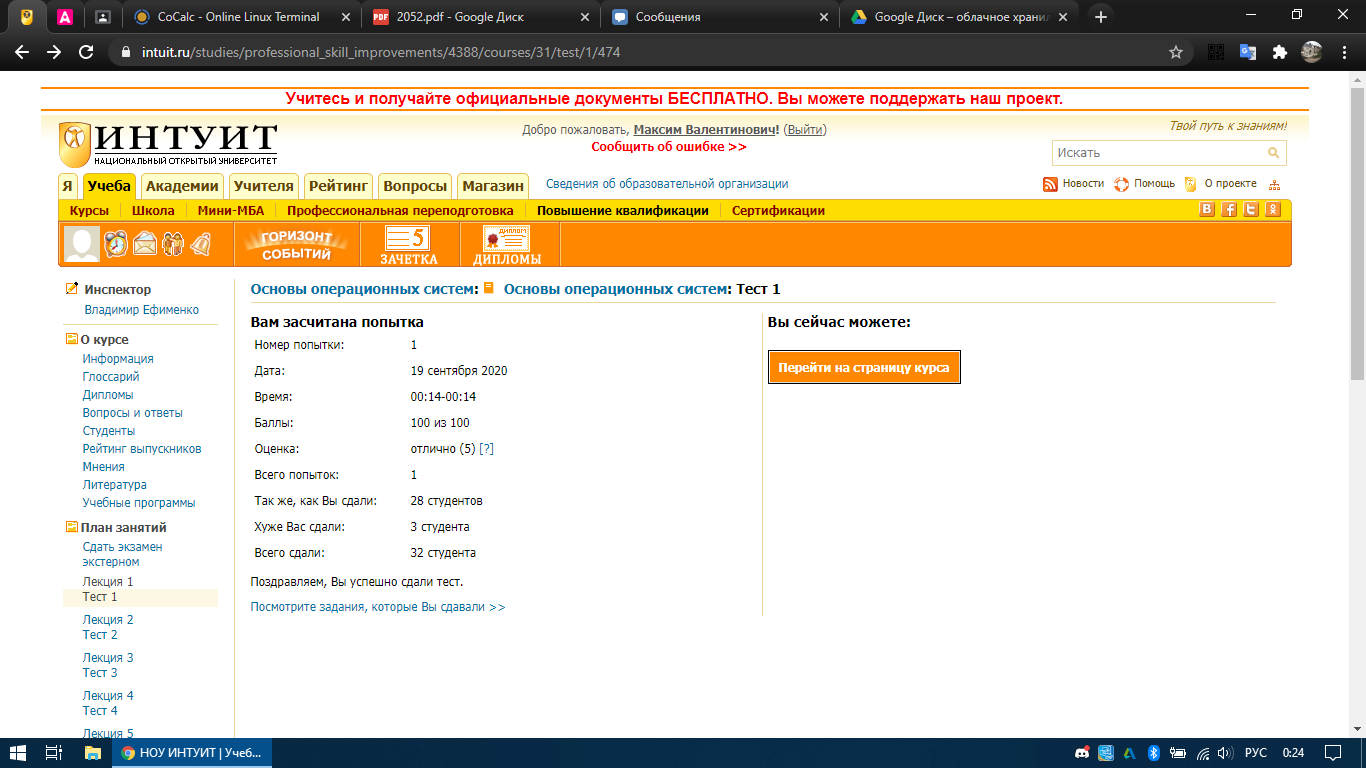 CoCalc - Online Linux Terminal
2052.pdf - Google Диск
Сообщения
Google Диск – облачное храни
intuit.ru/studies/professional_skill_improvements/4388/courses/31/test/1/474
Учитесь и получайте официальные документы БЕСПЛАТНО. Вы можете поддержать наш проект.
ИНТУИТ
НАЦИОНАЛЬНЫЙ ОТКРЫТЫЙ УНИВЕРСИТЕТ
Добро пожаловать, Максим Валентинович! (Выйти)
Сообщить об ошибке >>
Твой путь к знаниям!
Искать
Я Учеба Академии Учителя Рейтинг Вопросы Магазин Сведения об образовательной организации Новости Помощь О проекте
Курсы Школа Мини-МБА Профессиональная переподготовка Повышение квалификации Сертификации
ГОРИЗОНТ СОБЫТИЙ
5 ЗАЧЕТКА
ДИПЛОМ ДИПЛОМЫ
Инспектор
Владимир Ефименко
О курсе
Информация
Глоссарий
Дипломы
Вопросы и ответы
Студенты
Рейтинг выпускников
Мнения
Литература
Учебные программы
План занятий
Сдать экзамен
экстерном
Лекция 1
Тест 1
Лекция 2
Тест 2
Лекция 3
Тест 3
Лекция 4
Тест 4
Лекция 5
Основы операционных систем: Основы операционных систем: Тест 1
Вам засчитана попытка
Номер попытки: 1
Дата: 19 сентября 2020
Время: 00:14-00:14
Баллы: 100 из 100
Оценка: отлично (5) [?]
Всего попыток: 1
Так же, как Вы сдали: 28 студентов
Хуже Вас сдали: 3 студента
Всего сдали: 32 студента
Поздравляем, Вы успешно сдали тест.
Посмотрите задания, которые Вы сдавали >>
Вы сейчас можете:
Перейти на страницу курса
НОУ ИНТУИТ | Учеб...
РУС 0:24